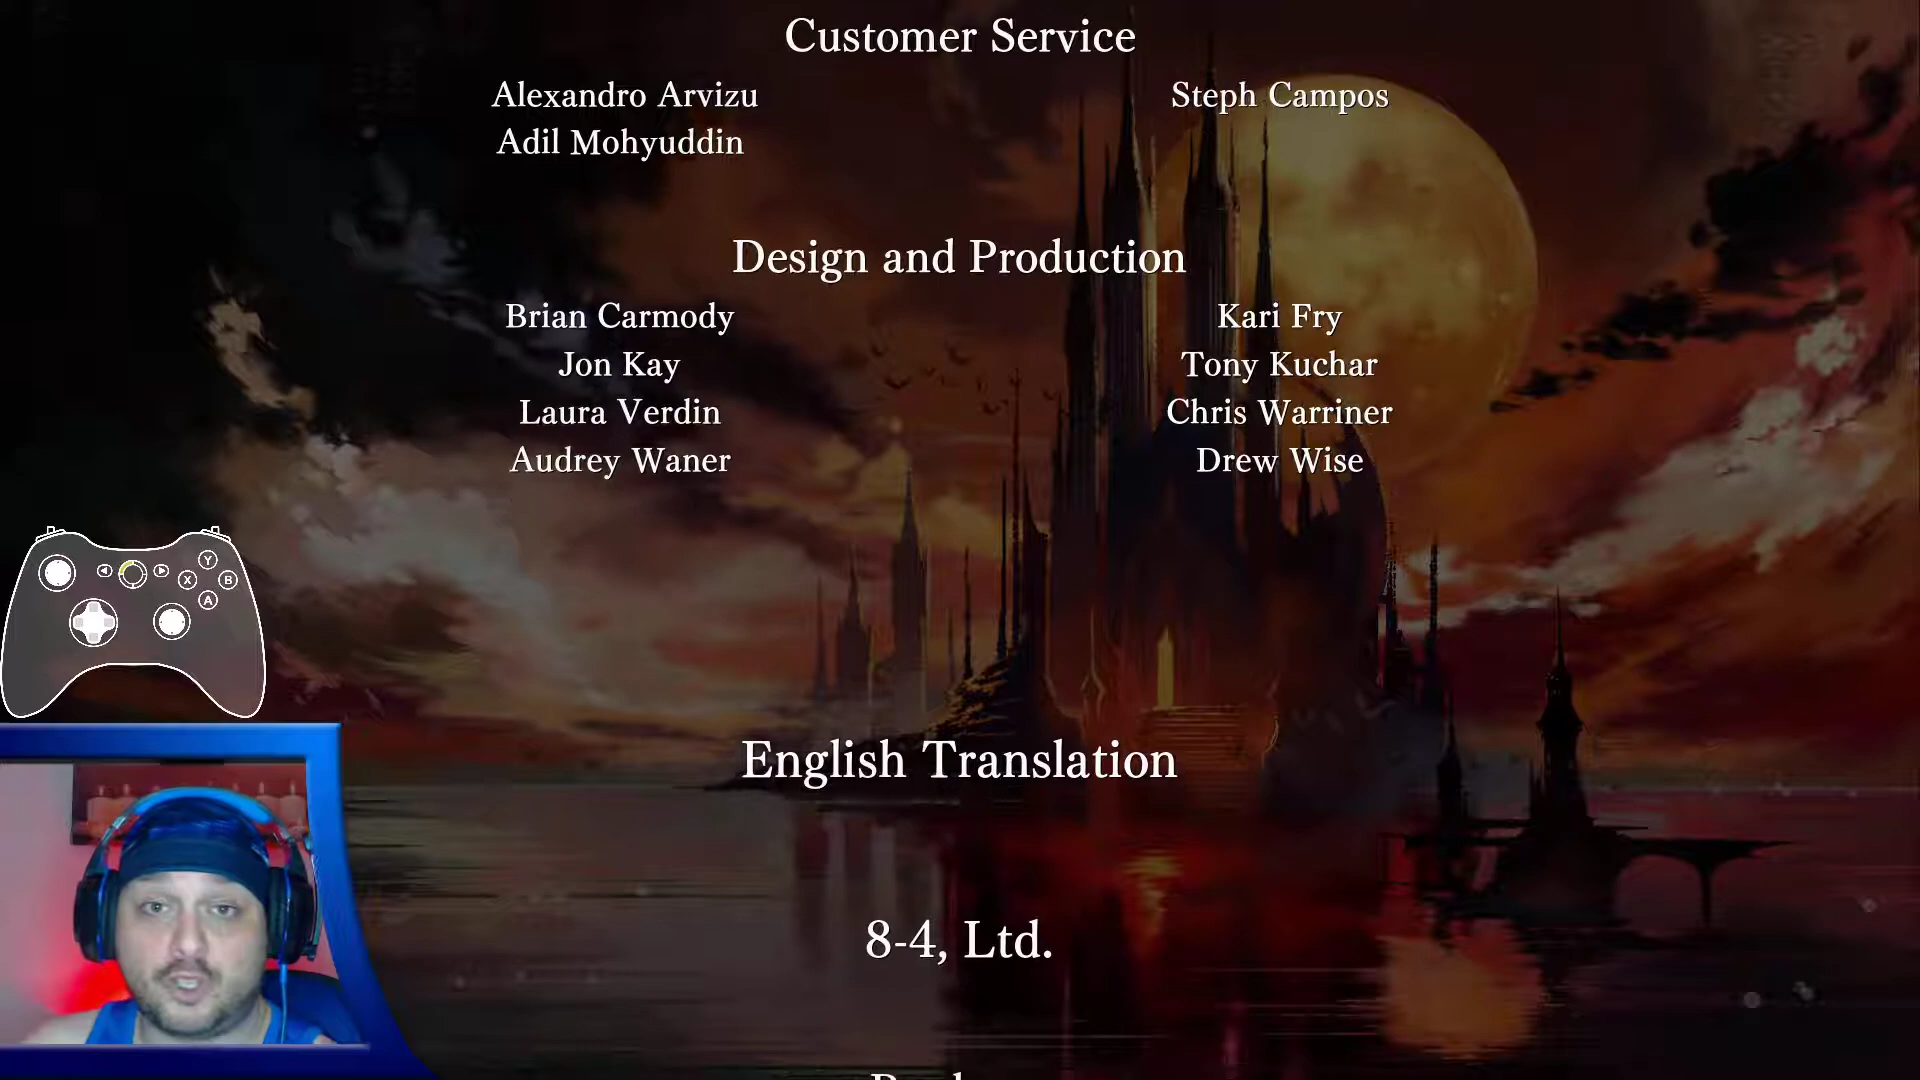 Customer Service
Alexandro Arvizu Steph Campos
Adil Mohyuddin
Design and Production
Brian Carmody Kari Fry
Jon Kay Tony Kuchar
Laura Verdin Chris Warriner
Audrey Waner Drew Wise
Y
X B
A
English Translation
8-4, Ltd.